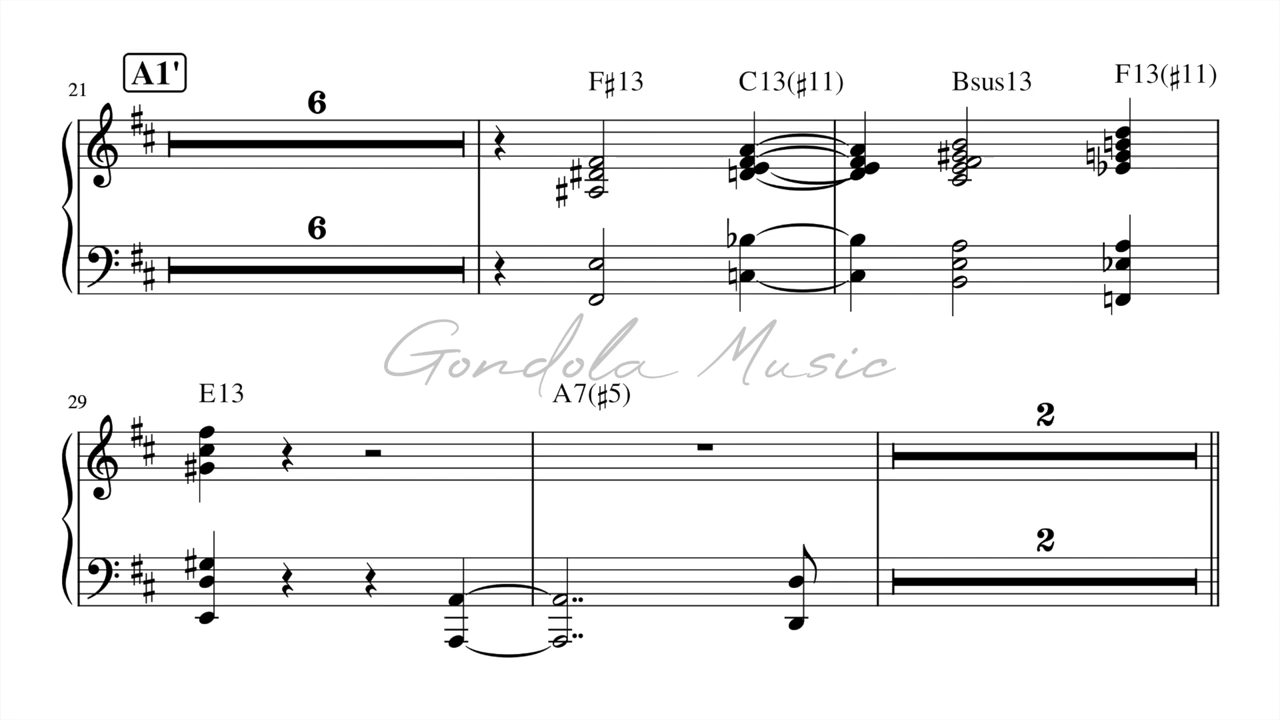 A1'
21
6
F♯13 C13(♯11) Bsus13 F13(♯11)
6
Gondola Music
29
E13 A7(♯5)
2
2